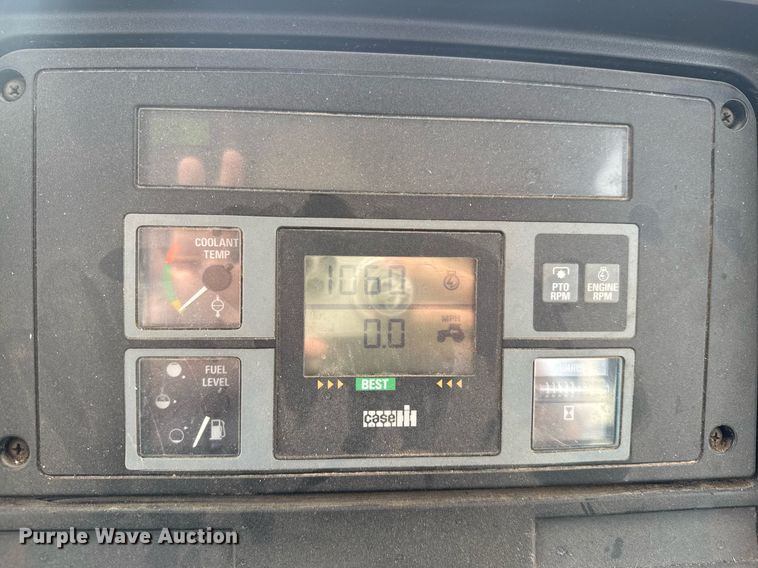 COOLANT
TEMP
1060
MPH
0.0
PTO
RPM
ENGINE
RPM
FUEL
LEVEL
BEST
case IH
Purple Wave Auction